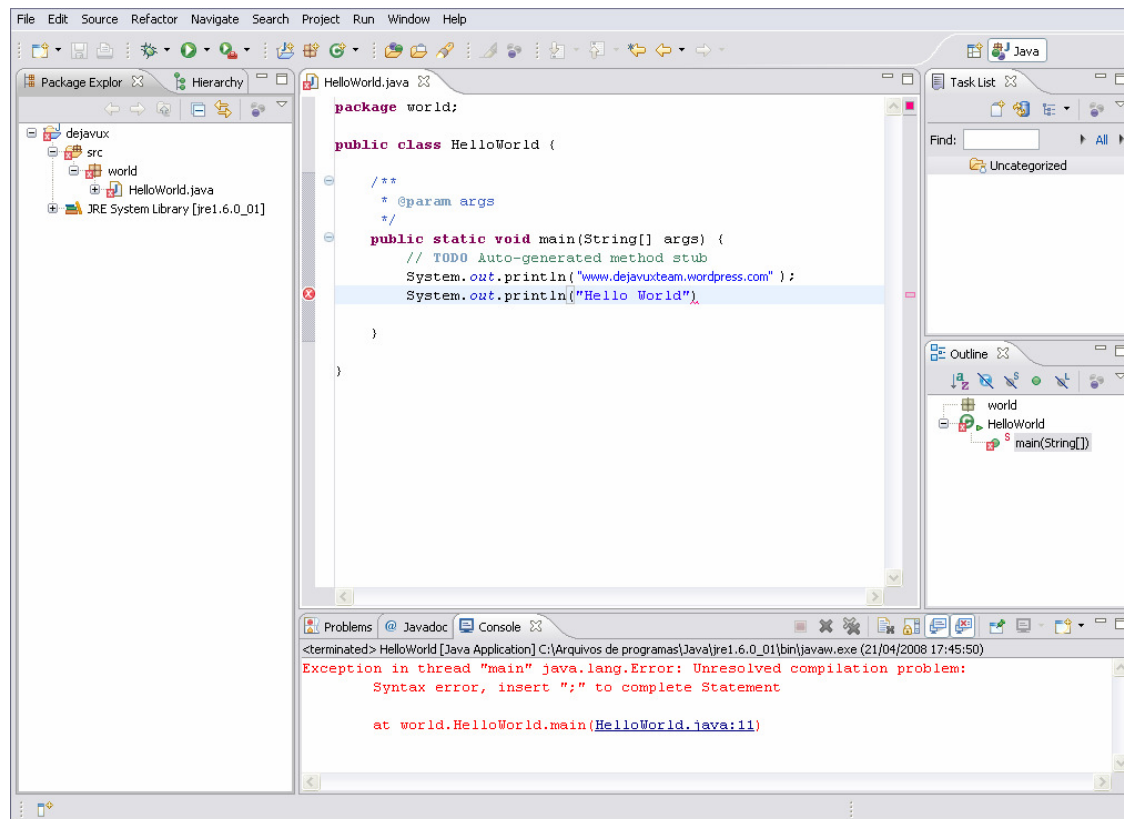 File Edit Source Refactor Navigate Search Project Run Window Help
Java
Package Explor Hierarchy
dejavux
src
world
HelloWorld.java
JRE System Library [jre1.6.0_01]
HelloWorld.java
package world;
public class HelloWorld {
/**
* @param args
*/
public static void main(String[] args) {
// TODO Auto-generated method stub
System.out.println("www.dejavuxteam.wordpress.com" );
System.out.println("Hello World")
}
}
Task List
Find: All
Uncategorized
Outline
world
HelloWorld
main(String[])
Problems @ Javadoc Console
<terminated> HelloWorld [Java Application] C:\Arquivos de programas\Java\jre1.6.0_01\bin\javaw.exe (21/04/2008 17:45:50)
Exception in thread "main" java.lang.Error: Unresolved compilation problem:
Syntax error, insert ";" to complete Statement
at world.HelloWorld.main(HelloWorld.java:11)